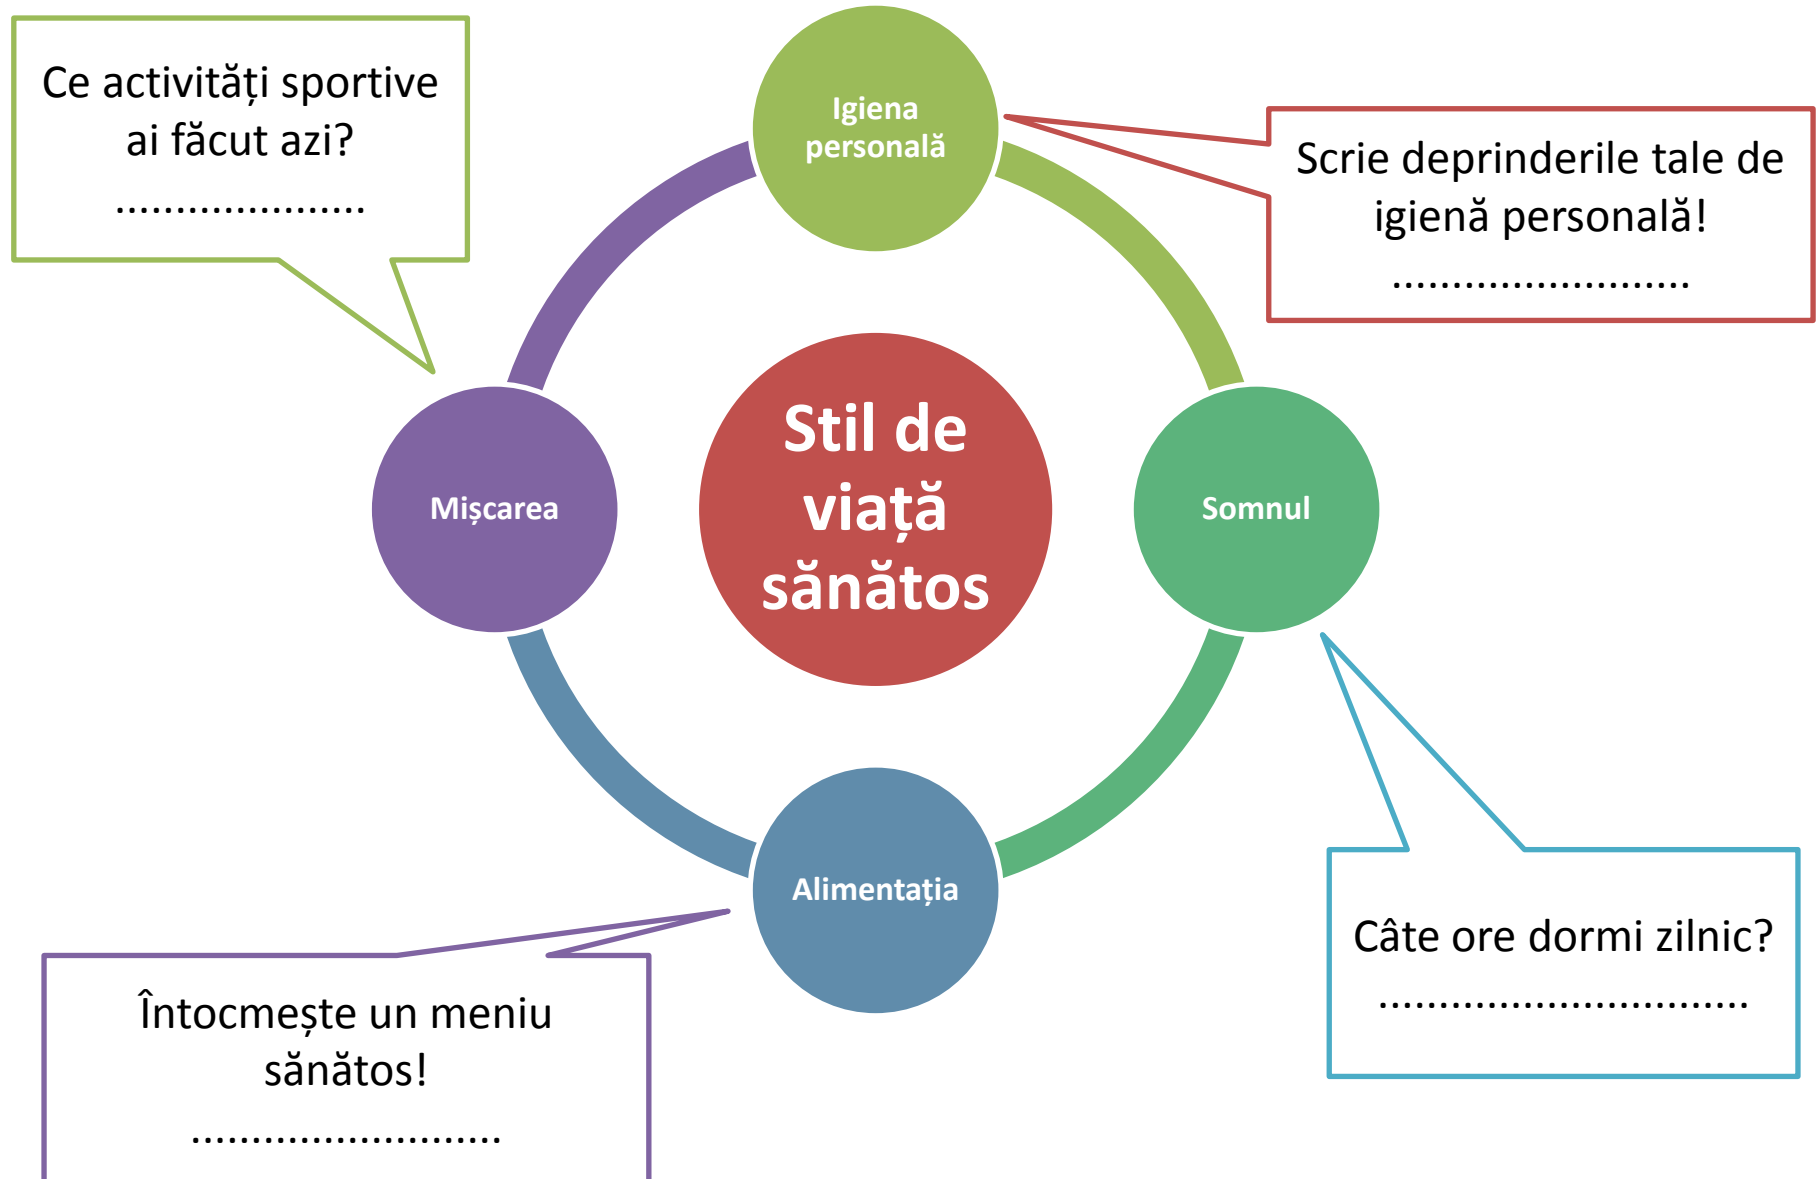 Ce activități sportive
ai făcut azi?
.....................
Igiena
personală
Scrie deprinderile tale de
igienă personală!
.........................
Stil de
viață
sănătos
Mișcarea
Somnul
Alimentația
Câte ore dormi zilnic?
...............................
Întocmește un meniu
sănătos!
..........................